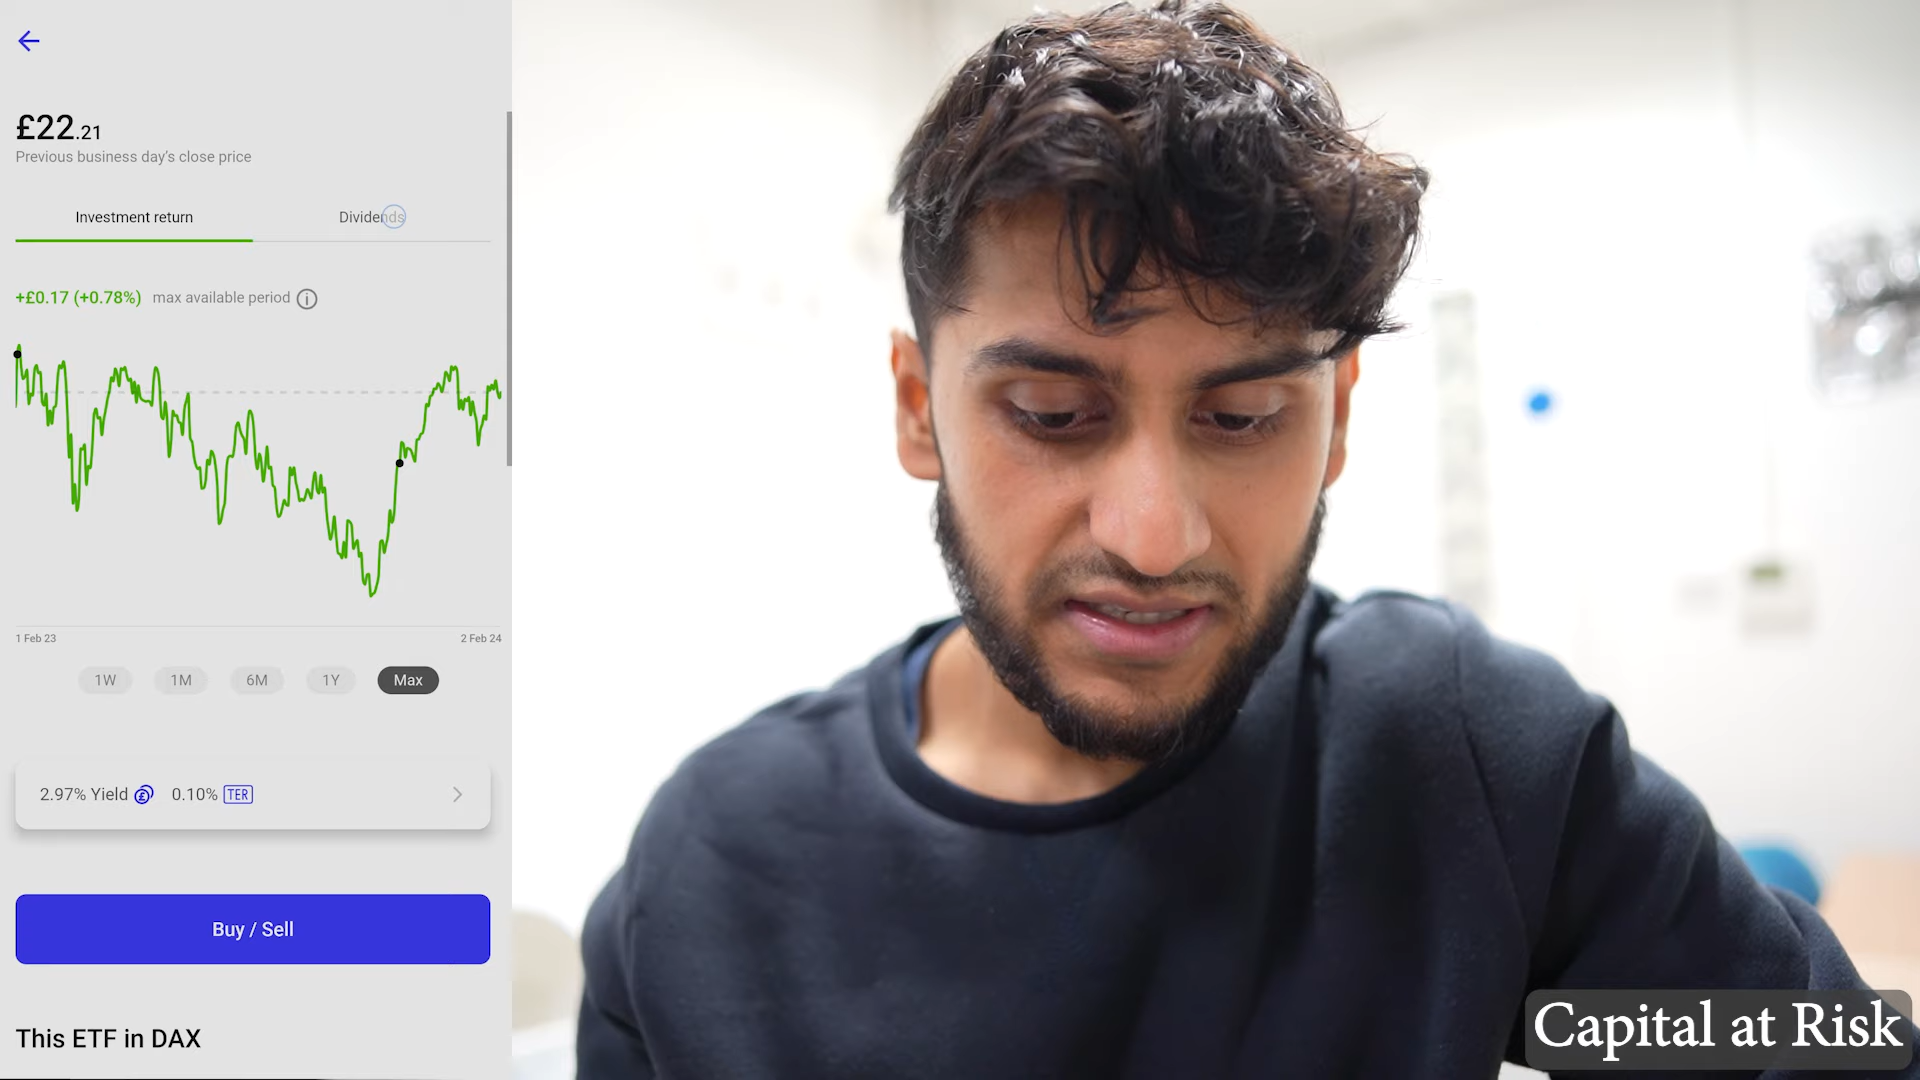 £22.21
Previous business day's close price
Investment return
Dividends
+£0.17 (+0.78%) max available period
1 Feb 23
2 Feb 24
1W 1M 6M 1Y Max
2.97% Yield 0.10% TER
Buy / Sell
This ETF in DAX
Capital at Risk